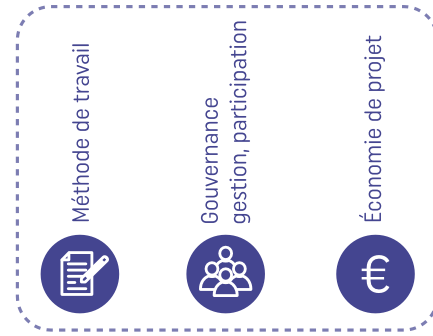 Méthode de travail
Gouvernance
gestion, participation
Économie de projet
€